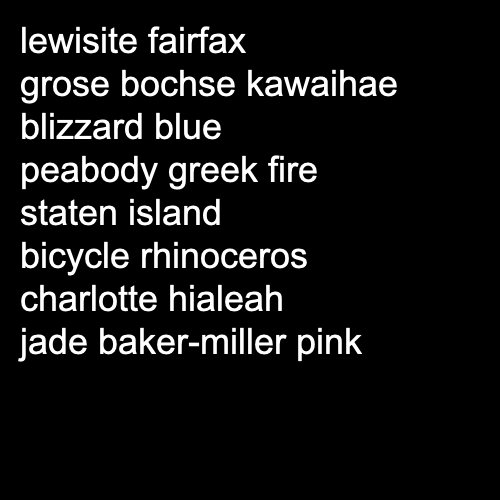 lewisite fairfax
grose bochse kawaihae
blizzard blue
peabody greek fire
staten island
bicycle rhinoceros
charlotte hialeah
jade baker-miller pink